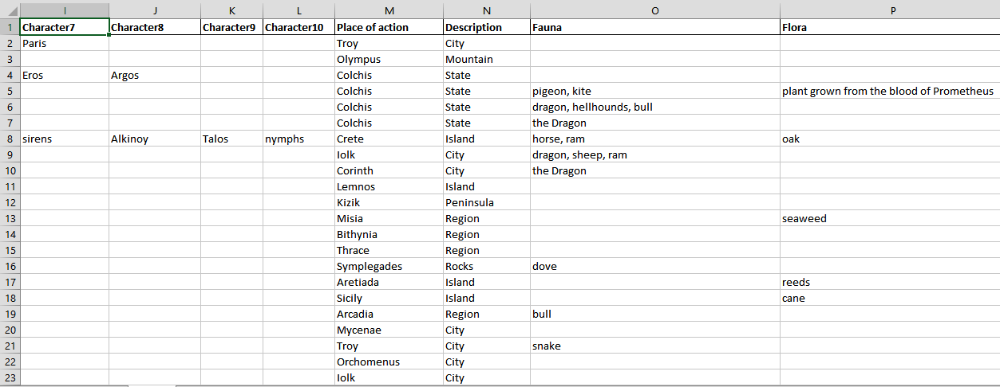 I J K L M N O P
1 Character7 Character8 Character9 Character10 Place of action Description Fauna Flora
2 Paris Troy City
3 Olympus Mountain
4 Eros Argos Colchis State
5 Colchis State pigeon, kite plant grown from the blood of Prometheus
6 Colchis State dragon, hellhounds, bull
7 Colchis State the Dragon
8 sirens Alkinoy Talos nymphs Crete Island horse, ram oak
9 Iolk City dragon, sheep, ram
10 Corinth City the Dragon
11 Lemnos Island
12 Kizik Peninsula
13 Misia Region seaweed
14 Bithynia Region
15 Thrace Region
16 Symplegades Rocks dove
17 Aretiada Island reeds
18 Sicily Island cane
19 Arcadia Region bull
20 Mycenae City
21 Troy City snake
22 Orchomenus City
23 Iolk City